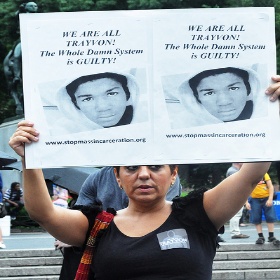 WE ARE ALL
TRAYVON!
The Whole Damn System
is GUILTY!
www.stopmassincarceration.org
WE ARE ALL
TRAYVON!
The Whole Damn System
is GUILTY!
www.stopmassincarceration.org